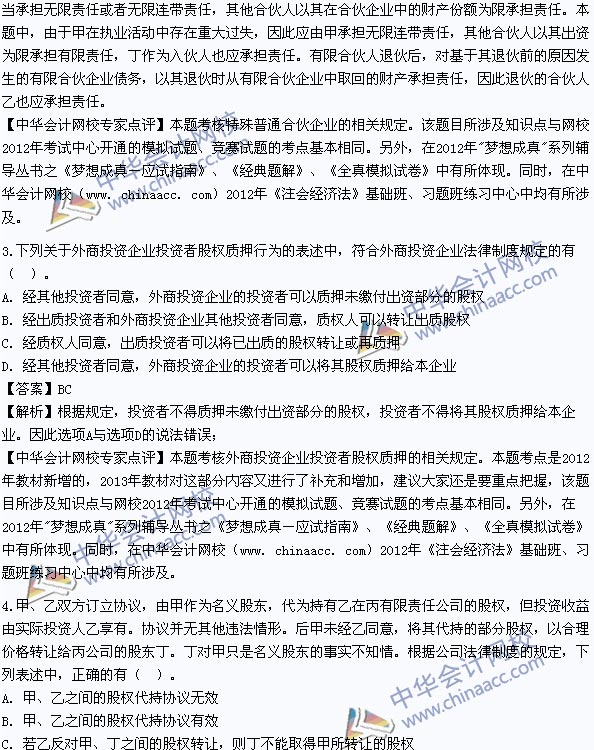 当承担无限责任或者无限连带责任，其他合伙人以其在合伙企业中的财产份额为限承担责任。本
题中，由于甲在执业活动中存在重大过失，因此应由甲承担无限连带责任，其他合伙人以其出资
为限承担有限责任，丁作为入伙人也应承担责任。有限合伙人退伙后，对基于其退伙前的原因发
生的有限合伙企业债务，以其退伙时从有限合伙企业中取回的财产承担责任，因此退伙的合伙人
乙也应承担责任。
【中华会计网校专家点评】本题考核特殊普通合伙企业的相关规定。该题目所涉及知识点与网校
2012年考试中心开通的模拟试题、竞赛试题的考点基本相同。另外，在2012年"梦想成真"系列辅
导丛书之《梦想成真—应试指南》、《经典题解》、《全真模拟试卷》中有所体现。同时，在中
华会计网校（www. chinaacc. com）2012年《注会经济法》基础班、习题班练习中心中均有所涉
及。
3.下列关于外商投资企业投资者股权质押行为的表述中，符合外商投资企业法律制度规定的有
（ ）。
A. 经其他投资者同意，外商投资企业的投资者可以质押未缴付出资部分的股权
B. 经出质投资者和外商投资企业其他投资者同意，质权人可以转让出质股权
C. 经质权人同意，出质投资者可以将已出质的股权转让或再质押
D. 经其他投资者同意，外商投资企业的投资者可以将其股权质押给本企业
【答案】BC
【解析】根据规定，投资者不得质押未缴付出资部分的股权，投资者不得将其股权质押给本企
业。因此选项A与选项D的说法错误；
【中华会计网校专家点评】本题考核外商投资企业投资者股权质押的相关规定。本题考点是2012
年教材新增的，2013年教材对这部分内容又进行了补充和增加，建议大家还是要重点把握，该题
目所涉及知识点与网校2012年考试中心开通的模拟试题、竞赛试题的考点基本相同。另外，在
2012年"梦想成真"系列辅导丛书之《梦想成真—应试指南》、《经典题解》、《全真模拟试卷》
中有所体现。同时，在中华会计网校（www. chinaacc. com）2012年《注会经济法》基础班、习
题班练习中心中均有所涉及。
4.甲、乙双方订立协议，由甲作为名义股东，代为持有乙在丙有限责任公司的股权，但投资收益
由实际投资人乙享有。协议并无其他违法情形。后甲未经乙同意，将其代持的部分股权，以合理
价格转让给丙公司的股东丁。丁对甲只是名义股东的事实不知情。根据公司法律制度的规定，下
列表述中，正确的有（ ）。
A. 甲、乙之间的股权代持协议无效
B. 甲、乙之间的股权代持协议有效
C. 若乙反对甲、丁之间的股权转让，则丁不能取得甲所转让的股权
中华会计网校
www.chinaacc.com
中华会计网校
www.chinaacc.com
中华会计网校
www.chinaacc.com
中华会计网校
www.chinaacc.com